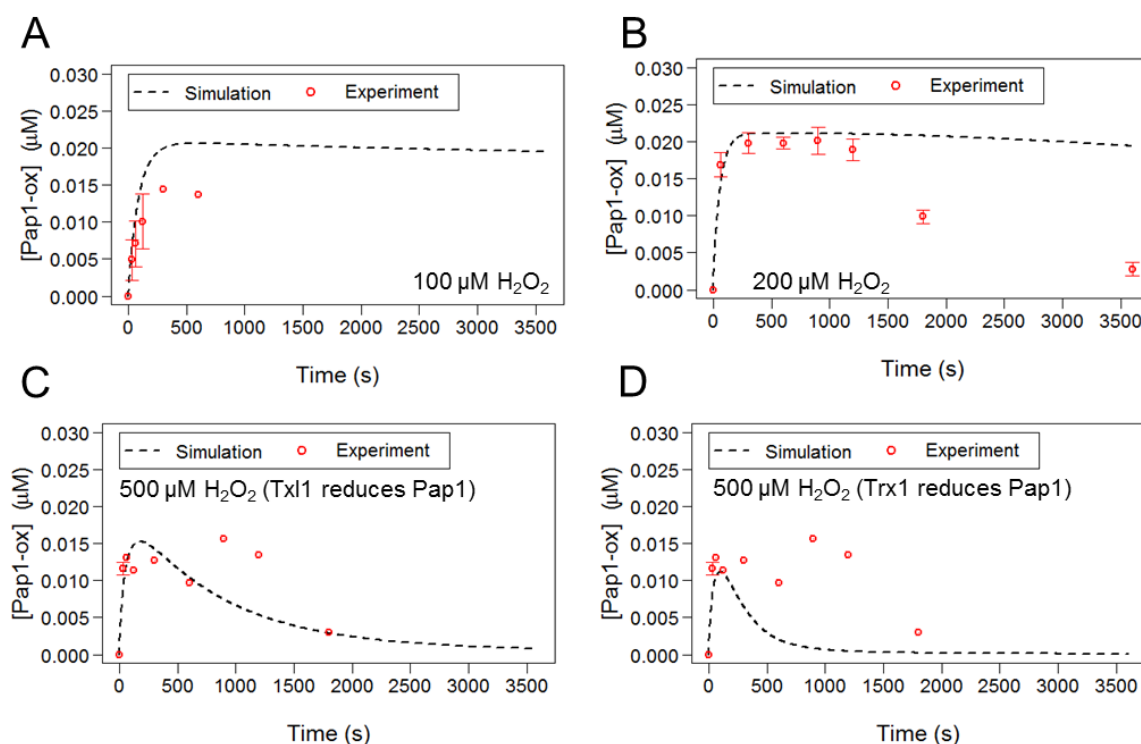 A
0.030
0.025
0.020
0.015
0.010
0.005
0.000
[Pap1-ox] (µM)
Simulation Experiment
100 µM H₂O₂
0 500 1000 1500 2000 2500 3000 3500
Time (s)
B
0.030
0.025
0.020
0.015
0.010
0.005
0.000
[Pap1-ox] (µM)
Simulation Experiment
200 µM H₂O₂
0 500 1000 1500 2000 2500 3000 3500
Time (s)
C
0.030
0.025
0.020
0.015
0.010
0.005
0.000
[Pap1-ox] (µM)
Simulation Experiment
500 µM H₂O₂ (Txl1 reduces Pap1)
0 500 1000 1500 2000 2500 3000 3500
Time (s)
D
0.030
0.025
0.020
0.015
0.010
0.005
0.000
[Pap1-ox] (µM)
Simulation Experiment
500 µM H₂O₂ (Trx1 reduces Pap1)
0 500 1000 1500 2000 2500 3000 3500
Time (s)